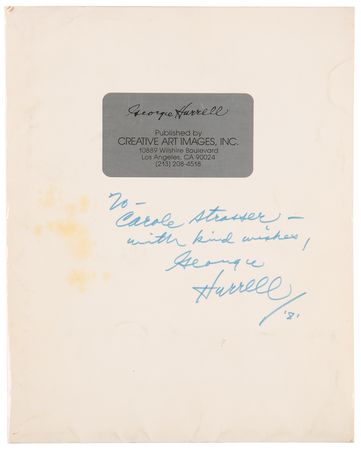 George Hurrell
Published by
CREATIVE ART IMAGES, INC.
10889 Wilshire Boulevard
Los Angeles, CA 90024
(213) 208-4518
To -
Carole Strasser -
with kind wishes,
George
Hurrell
/ '81